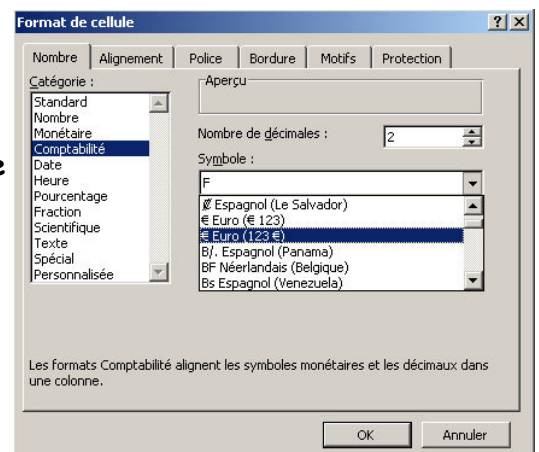 Format de cellule
Nombre Alignement Police Bordure Motifs Protection
Catégorie :
Standard
Nombre
Monétaire
Comptabilité
Date
Heure
Pourcentage
Fraction
Scientifique
Texte
Spécial
Personnalisée
Aperçu
Nombre de décimales : 2
Symbole :
F
₡ Espagnol (Le Salvador)
€ Euro (€ 123)
€ Euro (123 €)
B/. Espagnol (Panama)
BF Néerlandais (Belgique)
Bs Espagnol (Venezuela)
Les formats Comptabilité alignent les symboles monétaires et les décimaux dans
une colonne.
OK Annuler
e